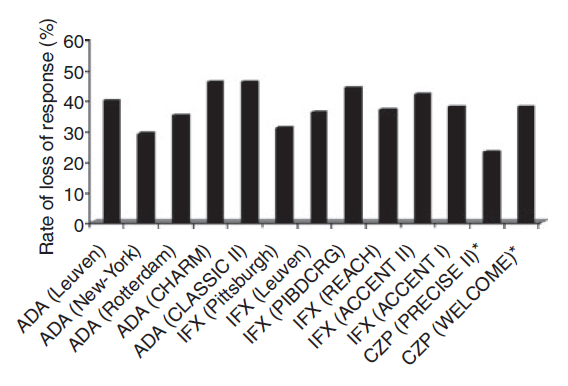 Rate of loss of response (%)
60
50
40
30
20
10
0
ADA (Leuven)
ADA (New-York)
ADA (Rotterdam)
ADA (CHARM)
ADA (CLASSIC II)
IFX (Pittsburgh)
IFX (Leuven)
IFX (PIBDCRG)
IFX (REACH)
IFX (ACCENT II)
IFX (ACCENT I)
CZP (PRECISE II)*
CZP (WELCOME)*